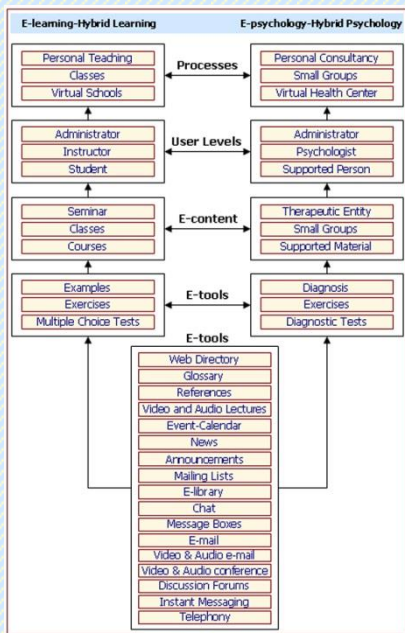 E-learning-Hybrid Learning
E-psychology-Hybrid Psychology
Personal Teaching
Classes
Virtual Schools
Processes
Personal Consultancy
Small Groups
Virtual Health Center
Administrator
Instructor
Student
User Levels
Administrator
Psychologist
Supported Person
Seminar
Classes
Courses
E-content
Therapeutic Entity
Small Groups
Supported Material
Examples
Exercises
Multiple Choice Tests
E-tools
Diagnosis
Exercises
Diagnostic Tests
E-tools
Web Directory
Glossary
References
Video and Audio Lectures
Event-Calendar
News
Announcements
Mailing Lists
E-library
Chat
Message Boxes
E-mail
Video & Audio e-mail
Video & Audio conference
Discussion Forums
Instant Messaging
Telephony